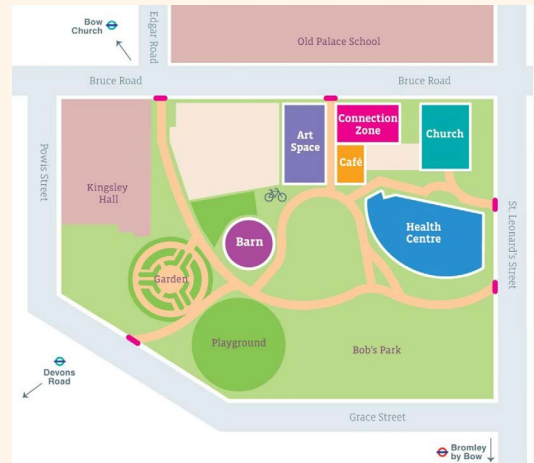 Bow
Church
Edgar Road
Old Palace School
Bruce Road
Bruce Road
Powis Street
Kingsley
Hall
Art
Space
Connection
Zone
Café
Church
St. Leonard's Street
Health
Centre
Barn
Garden
Playground
Bob's Park
Devons
Road
Grace Street
Bromley
by Bow